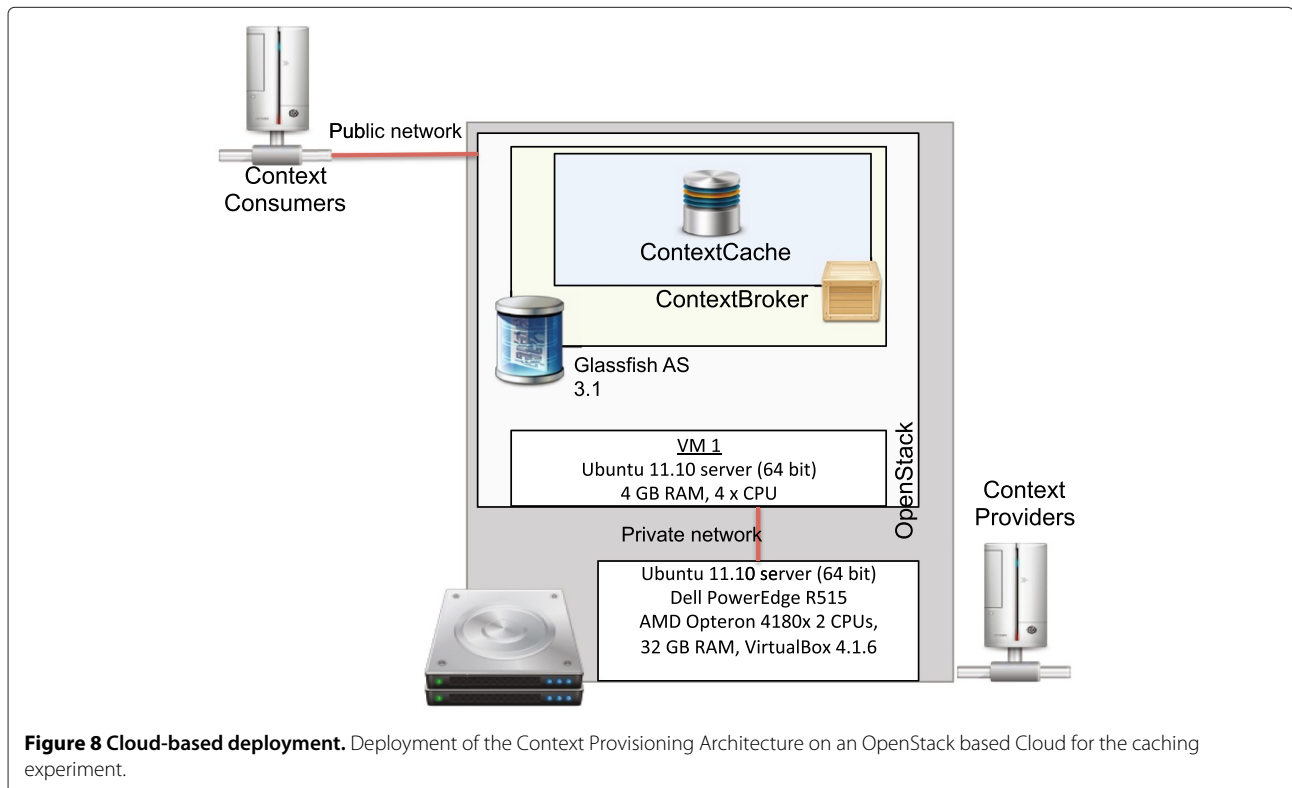 Public network
Context
Consumers
ContextCache
ContextBroker
Glassfish AS
3.1
VM 1
Ubuntu 11.10 server (64 bit)
4 GB RAM, 4 x CPU
OpenStack
Private network
Context
Providers
Ubuntu 11.10 server (64 bit)
Dell PowerEdge R515
AMD Opteron 4180x 2 CPUs,
32 GB RAM, VirtualBox 4.1.6
Figure 8 Cloud-based deployment. Deployment of the Context Provisioning Architecture on an OpenStack based Cloud for the caching
experiment.